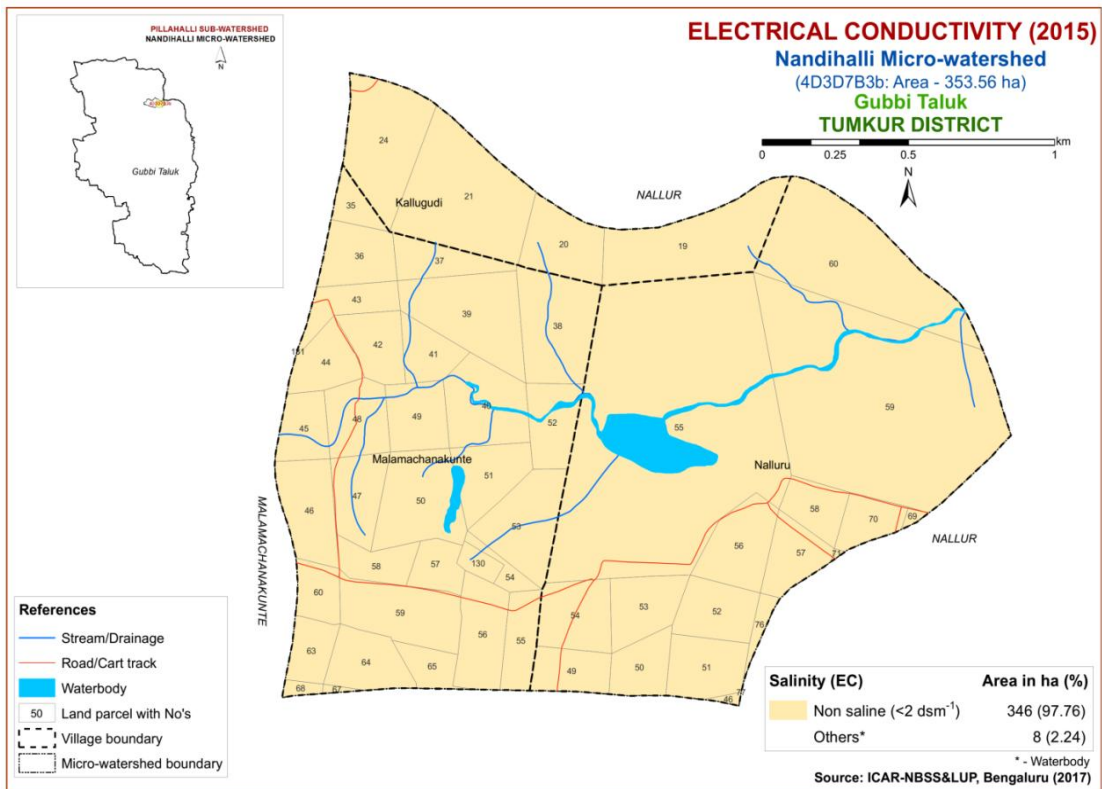 PILLAHALLI SUB-WATERSHED
NANDIHALLI MICRO-WATERSHED
N
Gubbi Taluk
ELECTRICAL CONDUCTIVITY (2015)
Nandihalli Micro-watershed
(4D3D7B3b: Area - 353.56 ha)
Gubbi Taluk
TUMKUR DISTRICT
km
0 0.25 0.5 1
N
24
21
NALLUR
35
Kallugudi
20
19
60
36
37
43
39
38
42
41
44
45
48
49
40
52
55
59
Malamachanakunte
Nalluru
51
47
50
46
58
70
69
MALAMACHANAKUNTE
53
NALLUR
56
57
71
58
57
130
54
60
59
54
53
52
76
56
55
63
64
65
49
50
51
68
67
46
77
References
Stream/Drainage
Road/Cart track
Waterbody
50 Land parcel with No's
Village boundary
Micro-watershed boundary
Salinity (EC) Area in ha (%)
Non saline (<2 dsm-1) 346 (97.76)
Others* 8 (2.24)
* - Waterbody
Source: ICAR-NBSS&LUP, Bengaluru (2017)